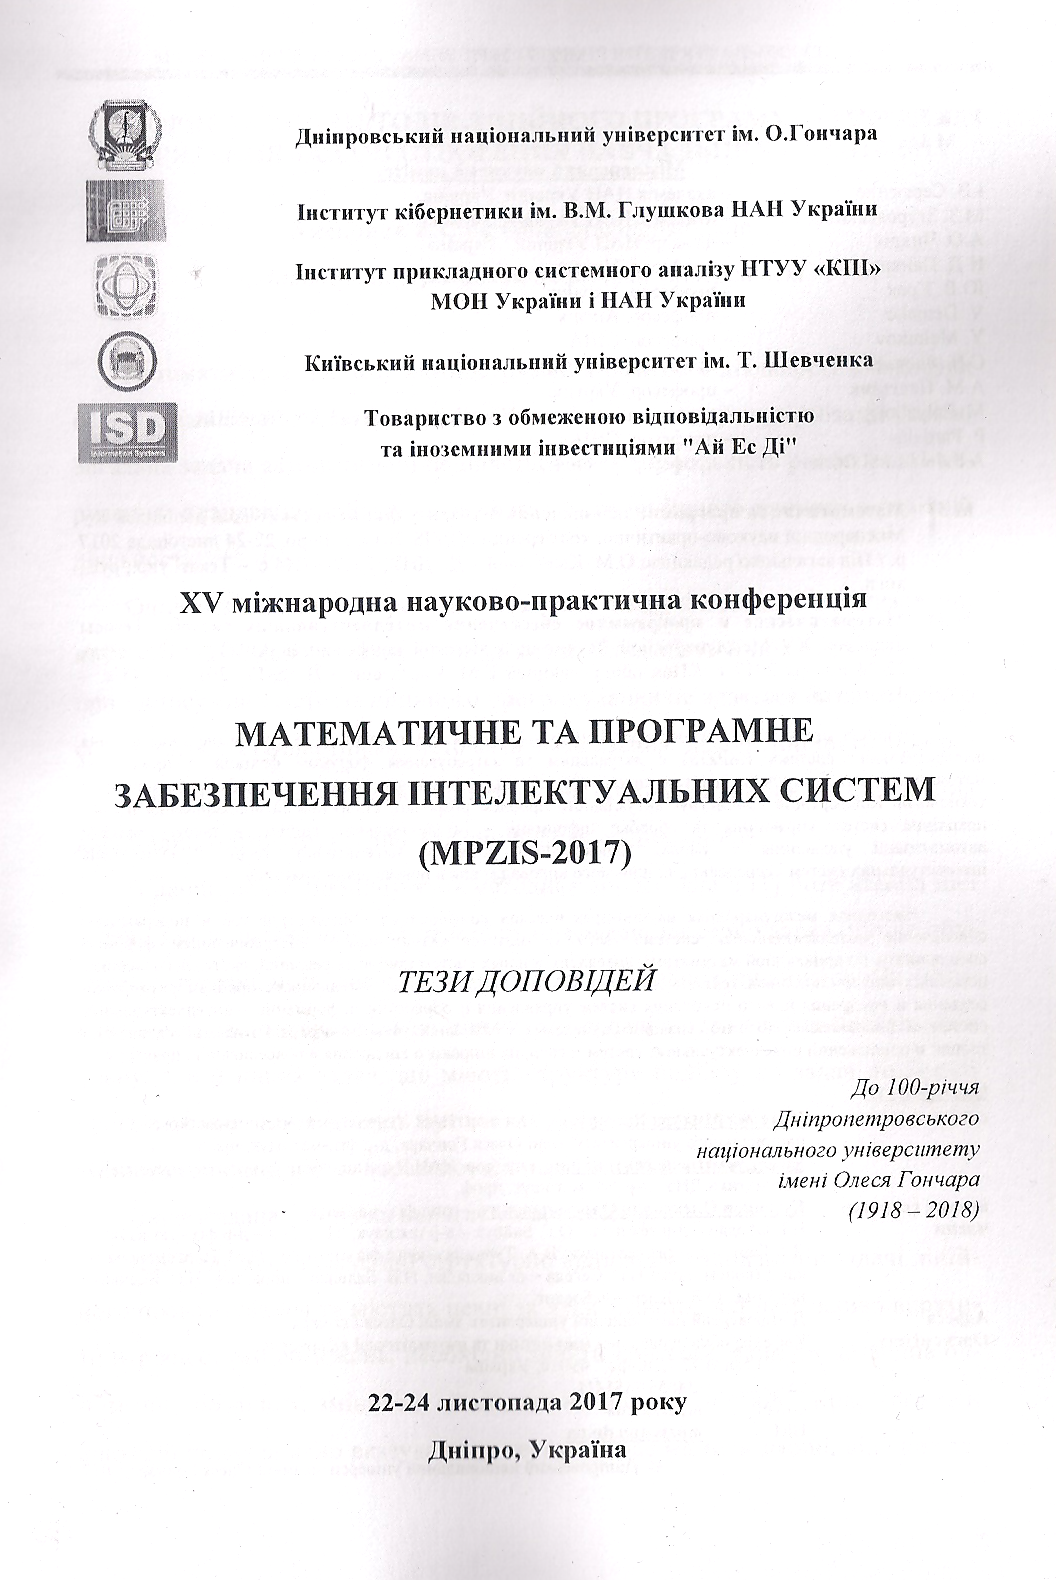 Дніпровський національний університет ім. О.Гончара
Інститут кібернетики ім. В.М. Глушкова НАН України
Інститут прикладного системного аналізу НТУУ «КПІ»
МОН України і НАН України
Київський національний університет ім. Т. Шевченка
ISD
Information Systems
Товариство з обмеженою відповідальністю
та іноземними інвестиціями "Ай Ес Ді"
XV міжнародна науково-практична конференція
МАТЕМАТИЧНЕ ТА ПРОГРАМНЕ
ЗАБЕЗПЕЧЕННЯ ІНТЕЛЕКТУАЛЬНИХ СИСТЕМ
(MPZIS-2017)
ТЕЗИ ДОПОВІДЕЙ
До 100-річчя
Дніпропетровського
національного університету
імені Олеся Гончара
(1918 – 2018)
22-24 листопада 2017 року
Дніпро, Україна